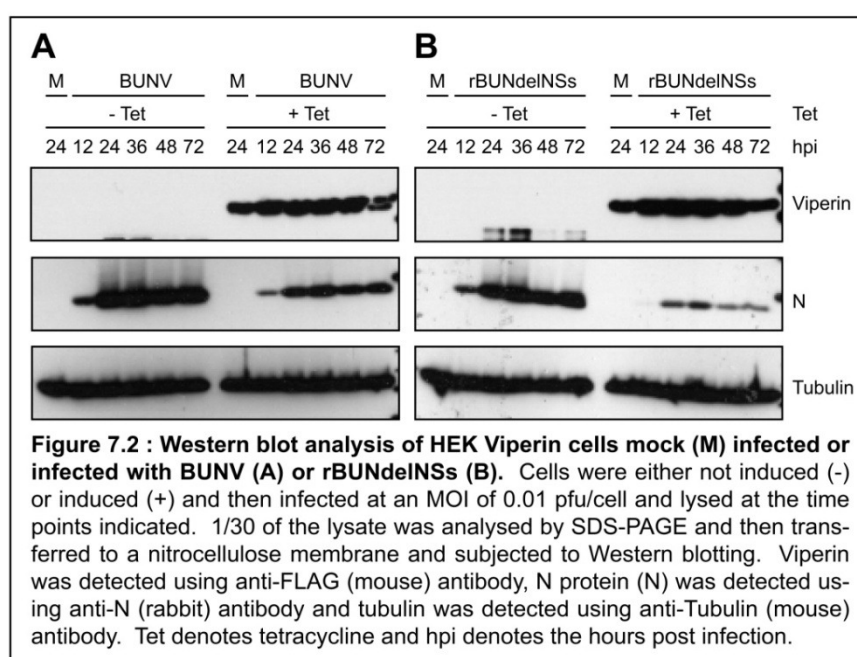 A
B
M BUNV M BUNV
M rBUNdelNSs M rBUNdelNSs
- Tet + Tet - Tet + Tet Tet
24 12 24 36 48 72 24 12 24 36 48 72 24 12 24 36 48 72 24 12 24 36 48 72 hpi
Viperin
N
Tubulin
Figure 7.2 : Western blot analysis of HEK Viperin cells mock (M) infected or
infected with BUNV (A) or rBUNdelNSs (B). Cells were either not induced (-)
or induced (+) and then infected at an MOI of 0.01 pfu/cell and lysed at the time
points indicated. 1/30 of the lysate was analysed by SDS-PAGE and then trans-
ferred to a nitrocellulose membrane and subjected to Western blotting. Viperin
was detected using anti-FLAG (mouse) antibody, N protein (N) was detected us-
ing anti-N (rabbit) antibody and tubulin was detected using anti-Tubulin (mouse)
antibody. Tet denotes tetracycline and hpi denotes the hours post infection.